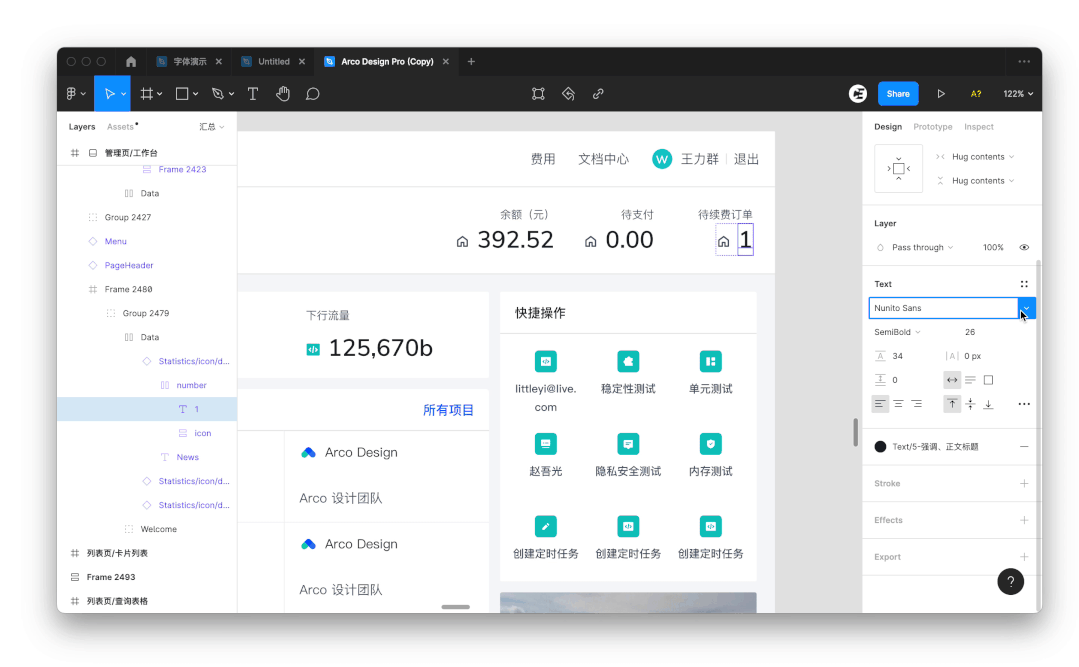 字体演示
Untitled
Arco Design Pro (Copy)
Share
A?
122%
Layers
Assets
汇总
管理页/工作台
Frame 2423
Data
Group 2427
Menu
PageHeader
Frame 2480
Group 2479
Data
Statistics/icon/d...
number
1
icon
News
Statistics/icon/d...
Statistics/icon/d...
Welcome
列表页/卡片列表
Frame 2493
列表页/查询表格
费用
文档中心
W
王力群
退出
余额（元）
待支付
待续费订单
392.52
0.00
1
下行流量
125,670b
所有项目
Arco Design
Arco 设计团队
Arco Design
Arco 设计团队
快捷操作
littleyi@live.
com
稳定性测试
单元测试
赵吾光
隐私安全测试
内存测试
创建定时任务
创建定时任务
创建定时任务
Design
Prototype
Inspect
Hug contents
Hug contents
Layer
Pass through
100%
Text
Nunito Sans
SemiBold
26
34
0 px
0
Text/5-强调、正文标题
Stroke
Effects
Export
?